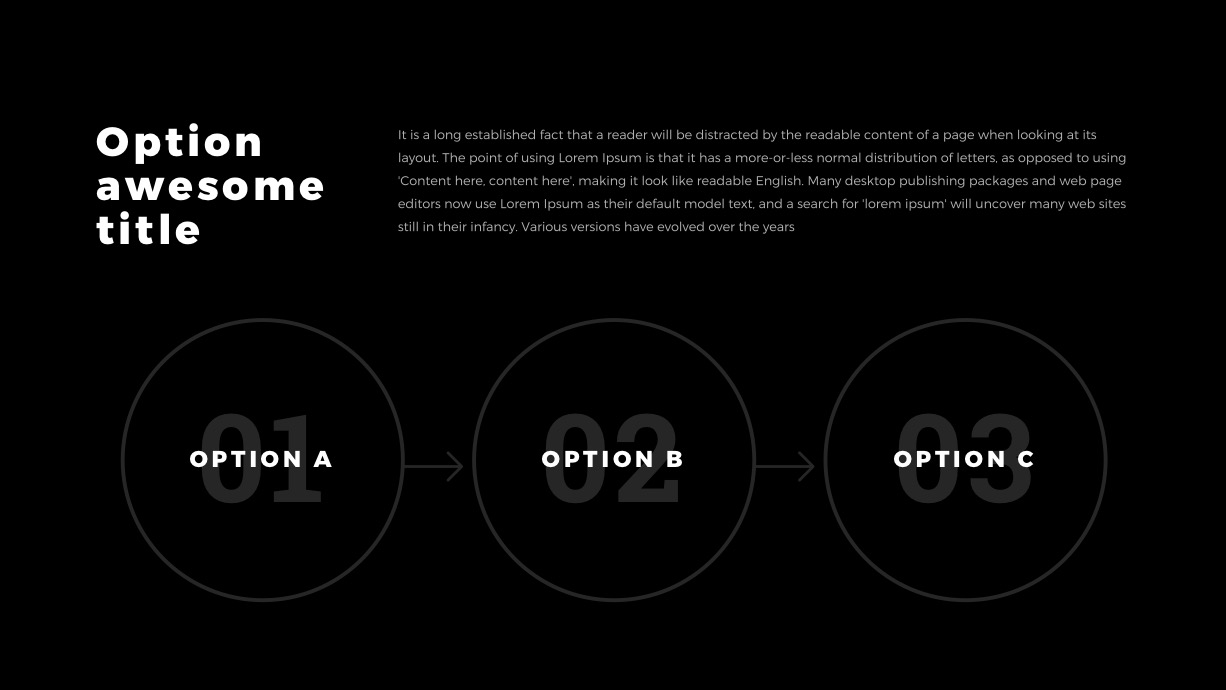 Option
awesome
title
It is a long established fact that a reader will be distracted by the readable content of a page when looking at its
layout. The point of using Lorem Ipsum is that it has a more-or-less normal distribution of letters, as opposed to using
'Content here, content here', making it look like readable English. Many desktop publishing packages and web page
editors now use Lorem Ipsum as their default model text, and a search for 'lorem ipsum' will uncover many web sites
still in their infancy. Various versions have evolved over the years
01
OPTION A
02
OPTION B
03
OPTION C